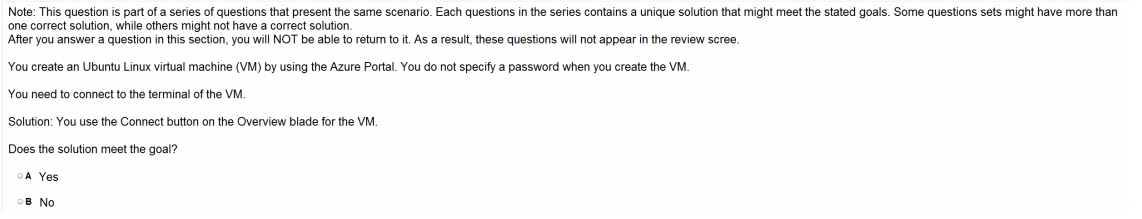 Note: This question is part of a series of questions that present the same scenario. Each questions in the series contains a unique solution that might meet the stated goals. Some questions sets might have more than
one correct solution, while others might not have a correct solution.
After you answer a question in this section, you will NOT be able to return to it. As a result, these questions will not appear in the review scree.
You create an Ubuntu Linux virtual machine (VM) by using the Azure Portal. You do not specify a password when you create the VM.
You need to connect to the terminal of the VM.
Solution: You use the Connect button on the Overview blade for the VM.
Does the solution meet the goal?
A Yes
B No